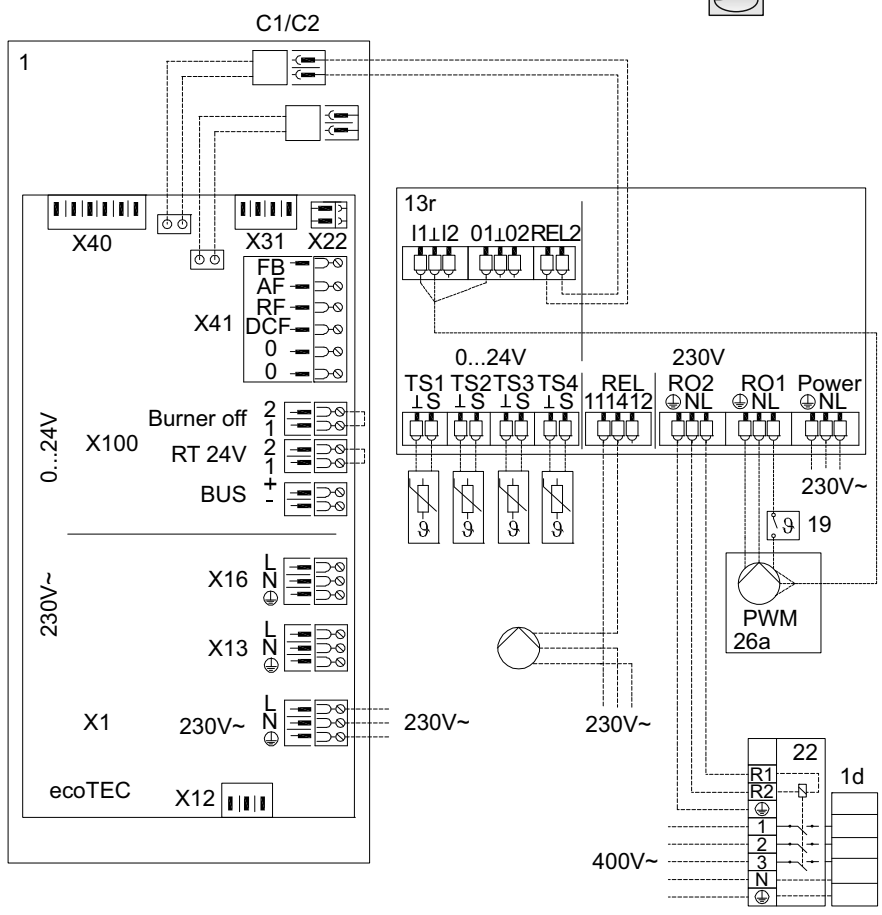 C1/C2
1
X40
X31
X22
FB
AF
RF
DCF
0
0
X41
0...24V
X100
Burner off 2
1
RT 24V 2
1
BUS +
-
230V~
X16
L
N
X13
L
N
X1
230V~
L
N
230V~
ecoTEC
X12
13r
I1⊥I2 01⊥02 REL2
0...24V
230V
TS1 TS2 TS3 TS4 REL RO2 RO1 Power
⊥S ⊥S ⊥S ⊥S 111412 NL NL NL
230V~
ϑ ϑ ϑ ϑ
ϑ 19
PWM
26a
230V~
22
1d
R1
R2
1
2
3
N
400V~